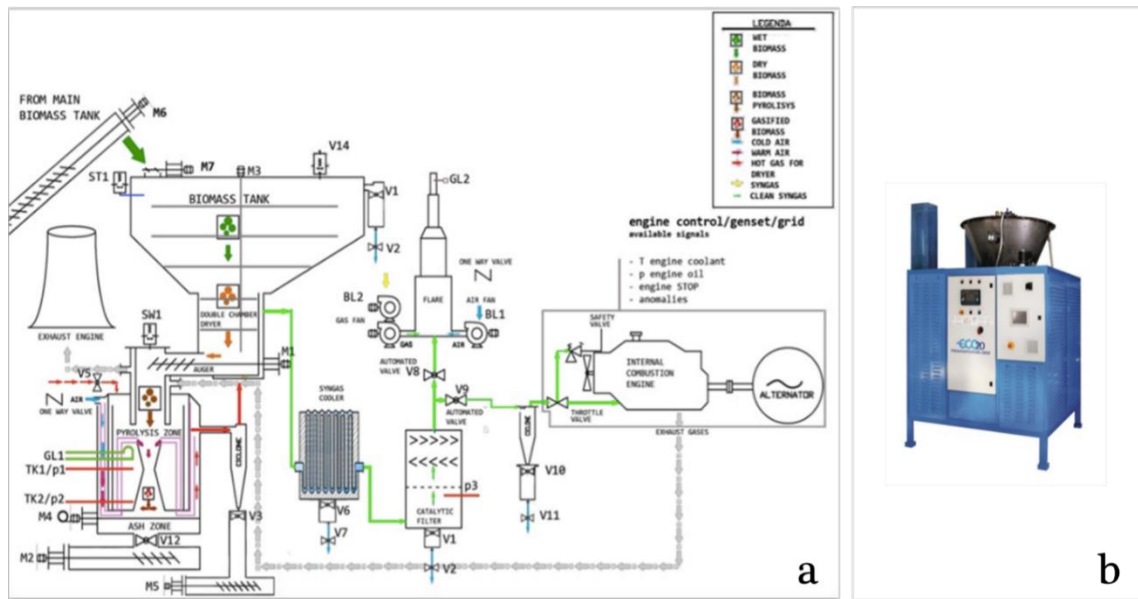 FROM MAIN
BIOMASS TANK
M6
M7
M3
V14
ST1
BIOMASS TANK
V1
V2
GL2
LEGENDA
WET
BIOMASS
DRY
BIOMASS
BIOMASS
PYROLISYS
GASIFIED
BIOMASS
COLD AIR
WARM AIR
HOT GAS FOR
DRYER
SYNGAS
CLEAN SYNGAS
engine control/genset/grid
available signals
- T engine coolant
- p engine oil
- engine STOP
- anomalies
ONE WAY VALVE
BL2
GAS FAN
FLARE
AIR FAN
BL1
GAS
AIR
EXHAUST ENGINE
SW1
DOUBLE CHAMBER
DRYER
M1
AUGER
V5
AIR
ONE WAY VALVE
PYROLYSIS ZONE
GL1
TK1/p1
TK2/p2
M4
ASH ZONE
V12
M2
CICLONE
V3
M5
SYNGAS
COOLER
V6
V7
AUTOMATED
VALVE
V8
V9
AUTOMATED
VALVE
p3
CATALYTIC
FILTER
V1
V2
CICLONE
V10
V11
SAFETY
VALVE
INTERNAL
COMBUSTION
ENGINE
THROTTLE
VALVE
ALTERNATOR
EXHAUST GASES
a
ECO20
b